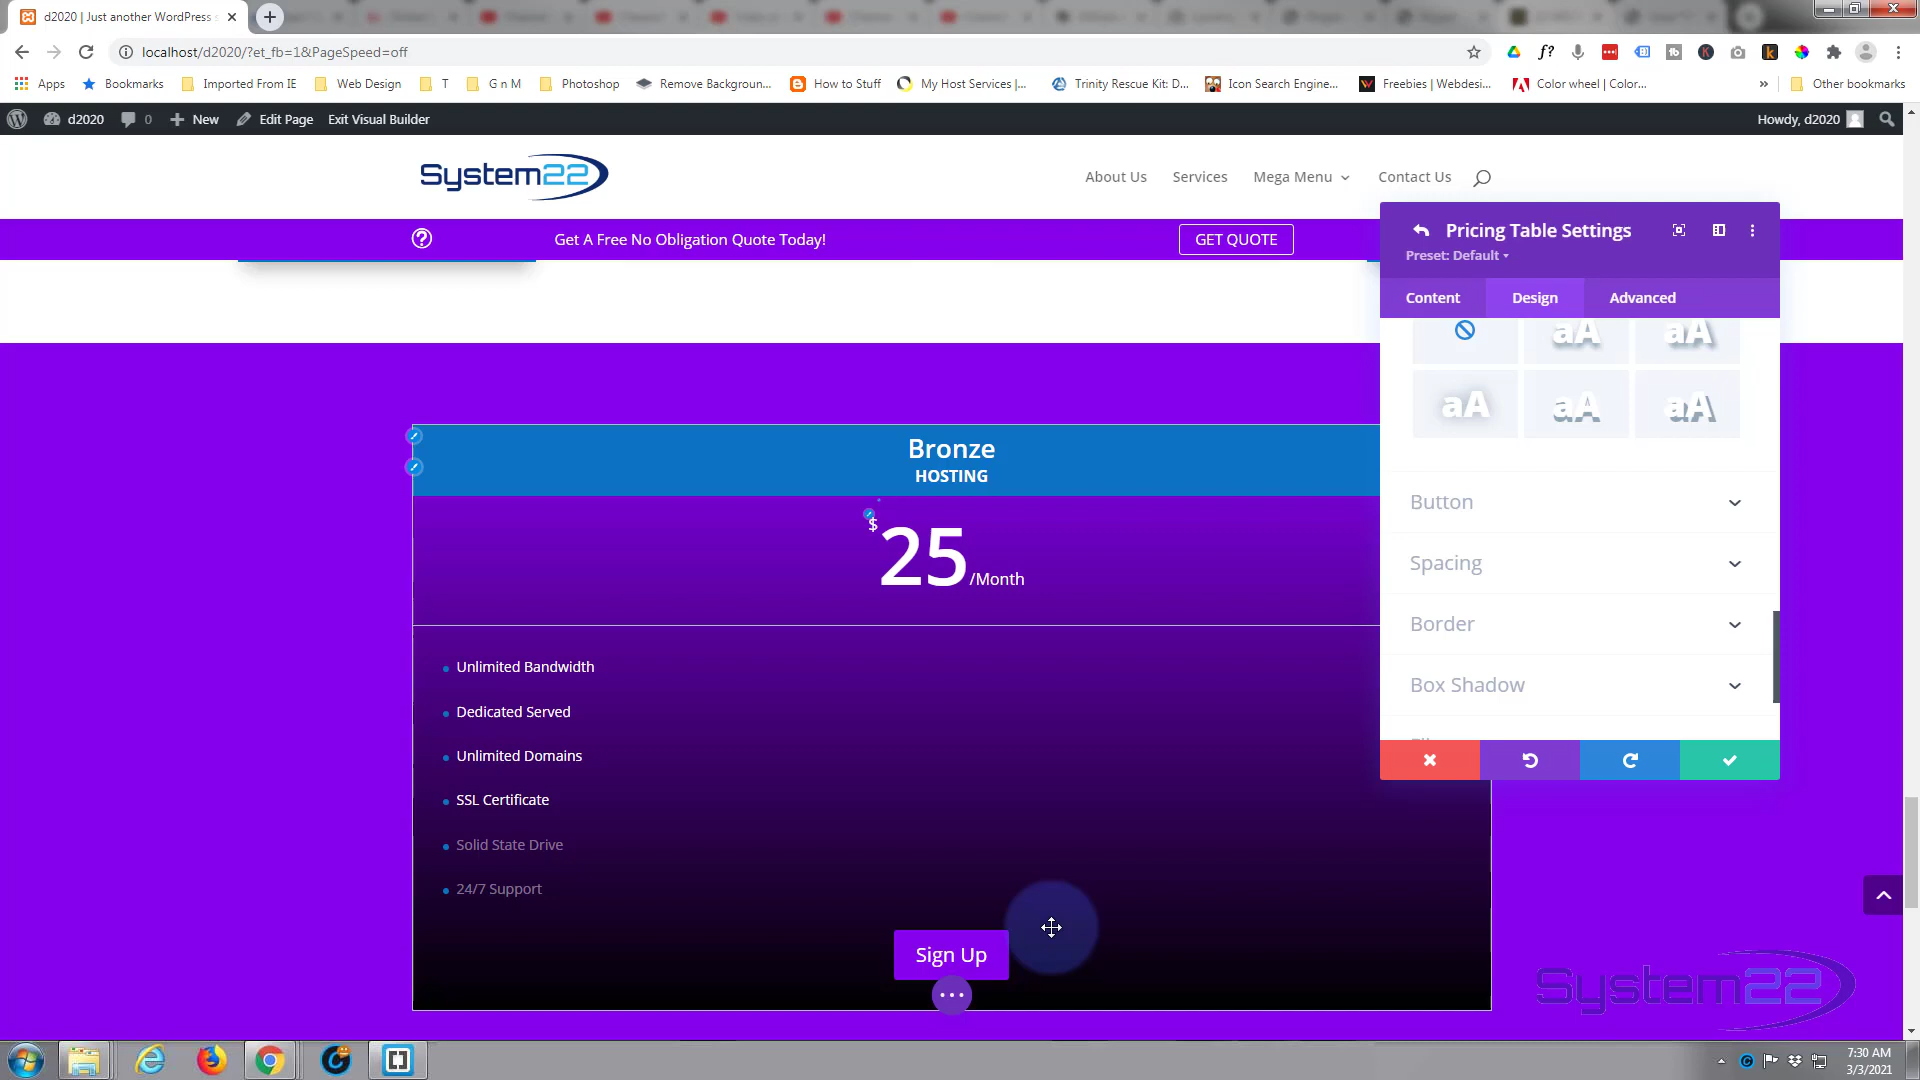 d2020 | Just another WordPress s
localhost/d2020/?et_fb=1&PageSpeed=off
f?
Apps
Bookmarks
Imported From IE
Web Design
T
G n M
Photoshop
Remove Backgroun...
How to Stuff
My Host Services |...
Trinity Rescue Kit: D...
Icon Search Engine...
Freebies | Webdesi...
Color wheel | Color...
»
Other bookmarks
d2020
0
New
Edit Page
Exit Visual Builder
Howdy, d2020
System22
About Us
Services
Mega Menu
Contact Us
Get A Free No Obligation Quote Today!
GET QUOTE
Pricing Table Settings
Preset: Default
Content
Design
Advanced
aA
aA
aA
aA
aA
Button
Spacing
Border
Box Shadow
Bronze
HOSTING
$25/Month
Unlimited Bandwidth
Dedicated Served
Unlimited Domains
SSL Certificate
Solid State Drive
24/7 Support
Sign Up
System22
7:30 AM
3/3/2021